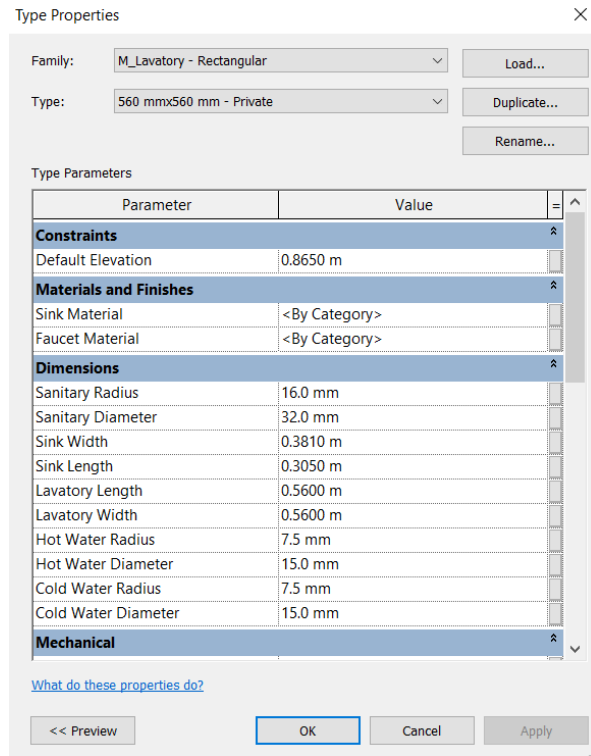 Type Properties
Family: M_Lavatory - Rectangular Load...
Type: 560 mmx560 mm - Private Duplicate...
Rename...
Type Parameters
Parameter Value =
Constraints
Default Elevation 0.8650 m
Materials and Finishes
Sink Material <By Category>
Faucet Material <By Category>
Dimensions
Sanitary Radius 16.0 mm
Sanitary Diameter 32.0 mm
Sink Width 0.3810 m
Sink Length 0.3050 m
Lavatory Length 0.5600 m
Lavatory Width 0.5600 m
Hot Water Radius 7.5 mm
Hot Water Diameter 15.0 mm
Cold Water Radius 7.5 mm
Cold Water Diameter 15.0 mm
Mechanical
What do these properties do?
<< Preview OK Cancel Apply